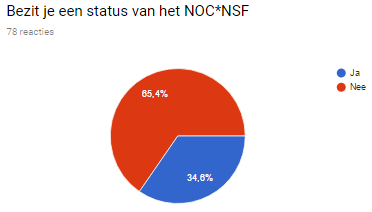 Bezit je een status van het NOC*NSF
78 reacties
65,4%
34,6%
Ja
Nee